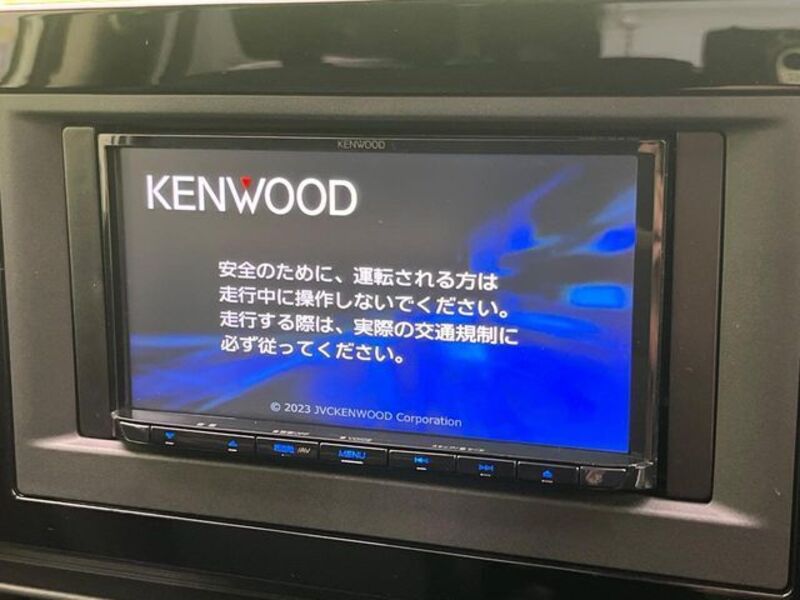 KENWOOD
KENWOOD
安全のために、運転される方は
走行中に操作しないでください。
走行する際は、実際の交通規制に
必ず従ってください。
© 2023 JVCKENWOOD Corporation
/AV
MENU